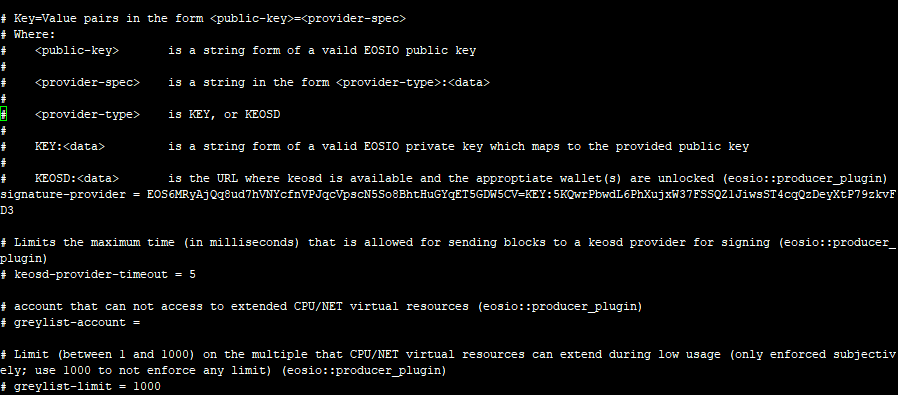 # Key=Value pairs in the form <public-key>=<provider-spec>
# Where:
#    <public-key>       is a string form of a vaild EOSIO public key
#
#    <provider-spec>    is a string in the form <provider-type>:<data>
#
#    <provider-type>    is KEY, or KEOSD
#
#    KEY:<data>         is a string form of a valid EOSIO private key which maps to the provided public key
#
#    KEOSD:<data>       is the URL where keosd is available and the approptiate wallet(s) are unlocked (eosio::producer_plugin)
signature-provider = EOS6MRyAjQq8ud7hVNYcfnVPJqcVpscN5So8BhtHuGYqET5GDW5CV=KEY:5KQwrPbwdL6PhXujxW37FSSQZ1JiwsST4cqQzDeyXtP79zkvF
D3

# Limits the maximum time (in milliseconds) that is allowed for sending blocks to a keosd provider for signing (eosio::producer_
plugin)
# keosd-provider-timeout = 5

# account that can not access to extended CPU/NET virtual resources (eosio::producer_plugin)
# greylist-account =

# Limit (between 1 and 1000) on the multiple that CPU/NET virtual resources can extend during low usage (only enforced subjectiv
ely; use 1000 to not enforce any limit) (eosio::producer_plugin)
# greylist-limit = 1000